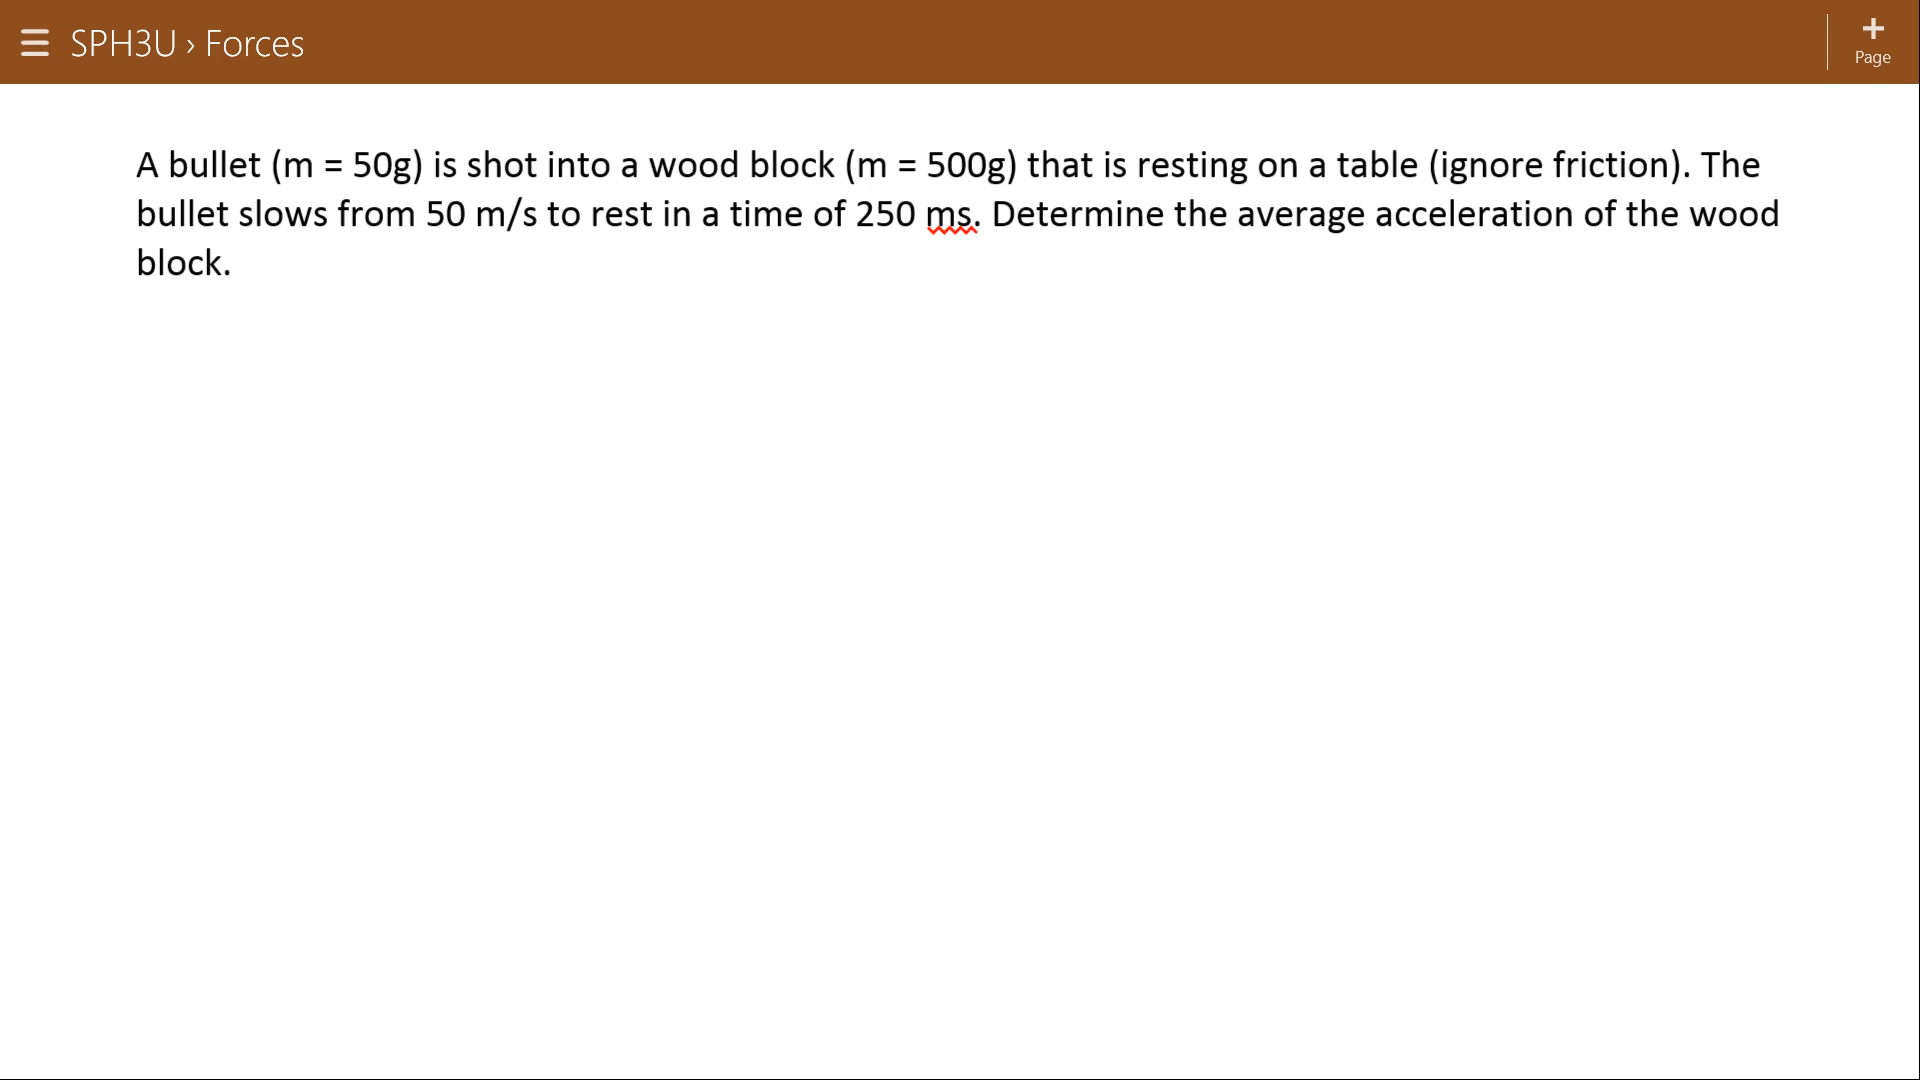 SPH3U › Forces
+
Page
A bullet (m = 50g) is shot into a wood block (m = 500g) that is resting on a table (ignore friction). The
bullet slows from 50 m/s to rest in a time of 250 ms. Determine the average acceleration of the wood
block.